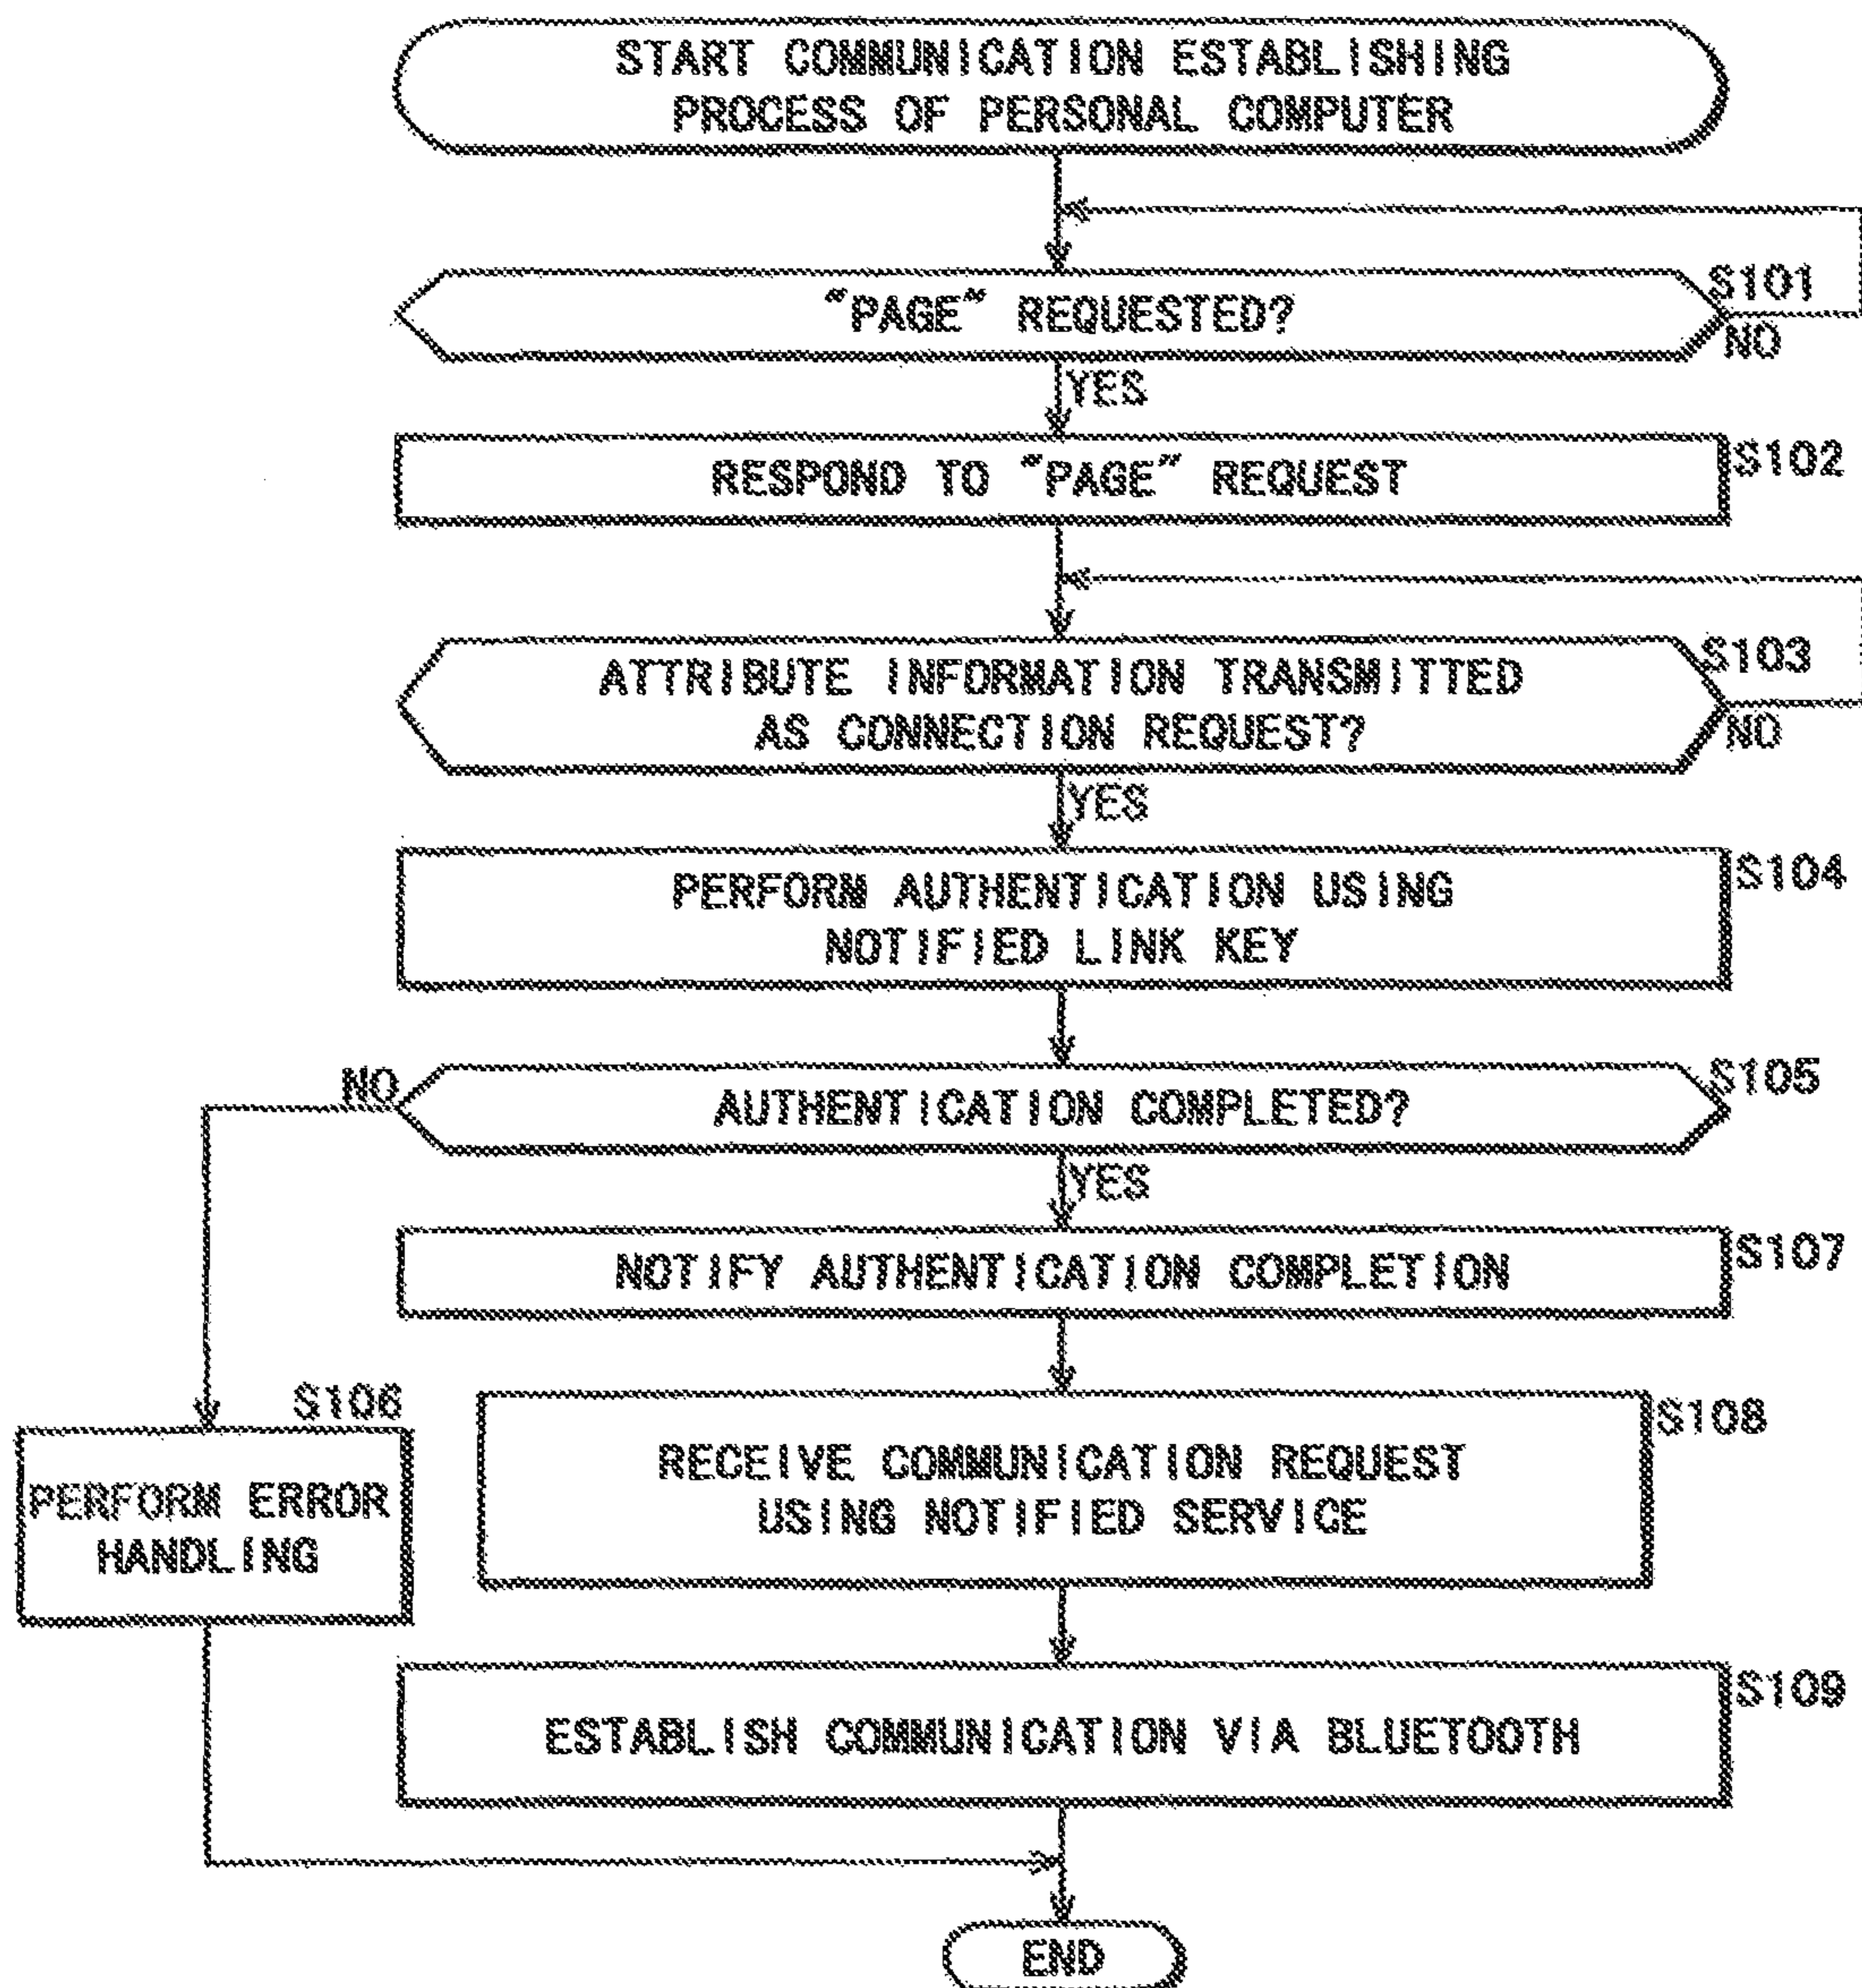 START COMMUNICATION ESTABLISHING
PROCESS OF PERSONAL COMPUTER
S101
"PAGE" REQUESTED?
NO
YES
S102
RESPOND TO "PAGE" REQUEST
S103
ATTRIBUTE INFORMATION TRANSMITTED
AS CONNECTION REQUEST?
NO
YES
S104
PERFORM AUTHENTICATION USING
NOTIFIED LINK KEY
S105
NO
AUTHENTICATION COMPLETED?
YES
S107
NOTIFY AUTHENTICATION COMPLETION
S106
PERFORM ERROR
HANDLING
S108
RECEIVE COMMUNICATION REQUEST
USING NOTIFIED SERVICE
S109
ESTABLISH COMMUNICATION VIA BLUETOOTH
END